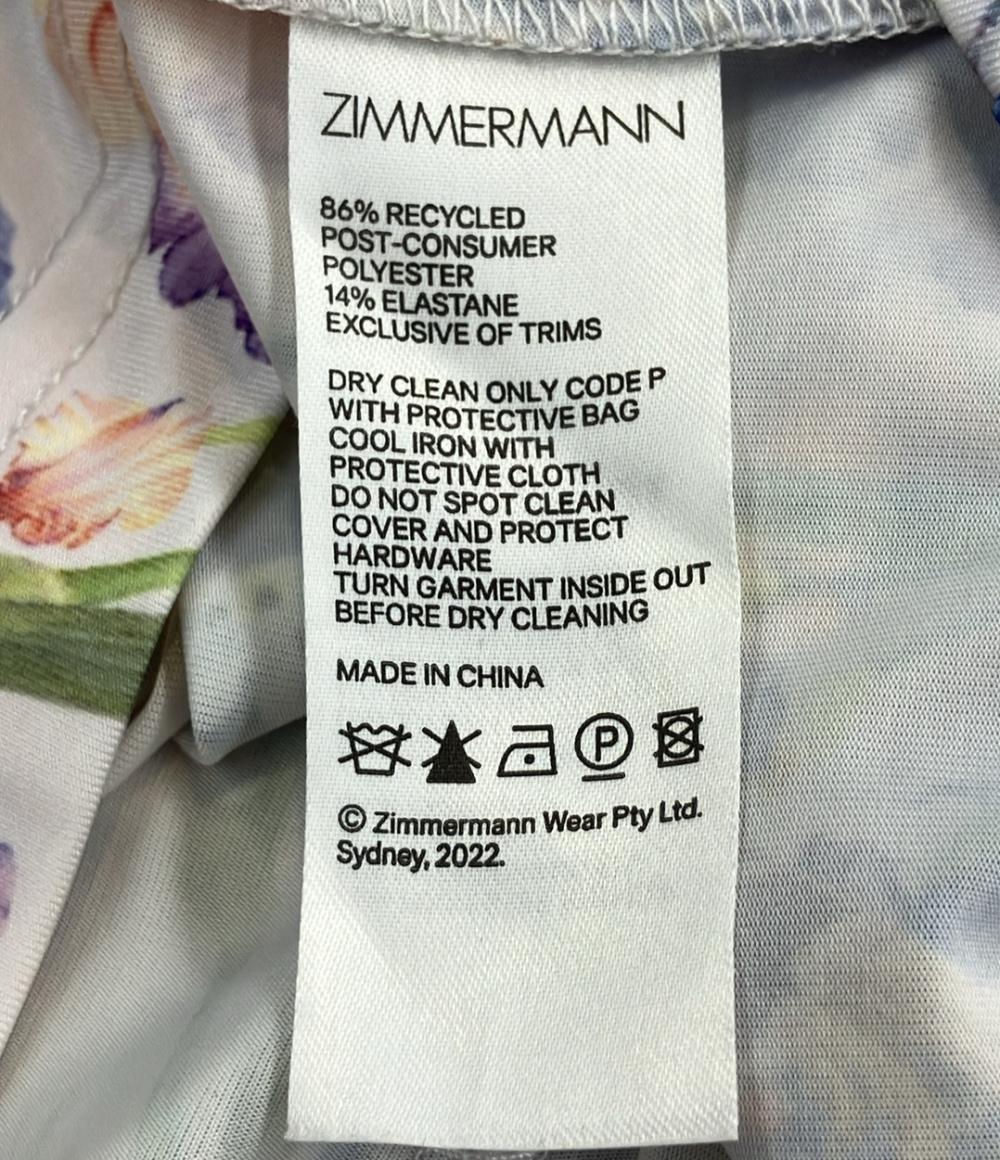 ZIMMERMANN
86% RECYCLED
POST-CONSUMER
POLYESTER
14% ELASTANE
EXCLUSIVE OF TRIMS
DRY CLEAN ONLY CODE P
WITH PROTECTIVE BAG
COOL IRON WITH
PROTECTIVE CLOTH
DO NOT SPOT CLEAN
COVER AND PROTECT
HARDWARE
TURN GARMENT INSIDE OUT
BEFORE DRY CLEANING
MADE IN CHINA
P
© Zimmermann Wear Pty Ltd.
Sydney, 2022.